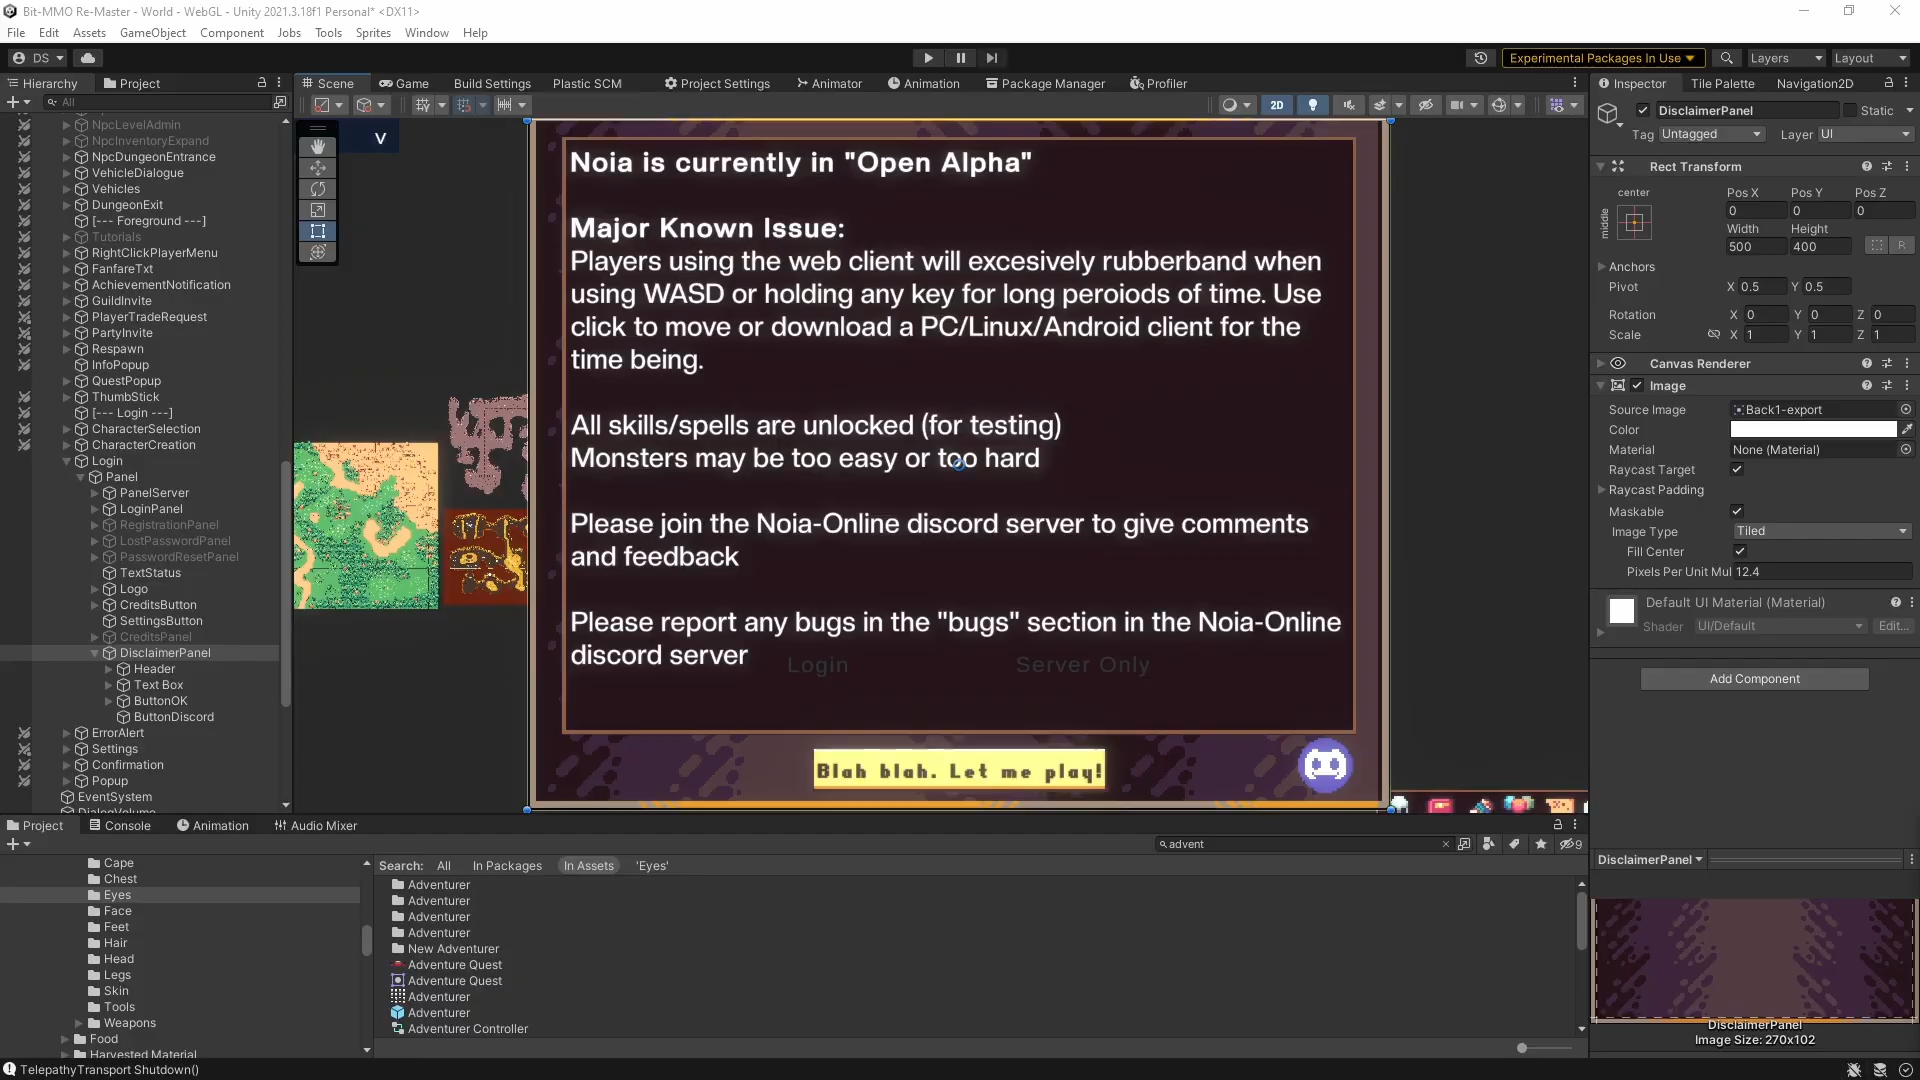 Bit-MMO Re-Master - World - WebGL - Unity 2021.3.18f1 Personal* <DX11>
File Edit Assets GameObject Component Jobs Tools Sprites Window Help
DS Experimental Packages In Use Layers Layout
Hierarchy Project Scene Game Build Settings Plastic SCM Project Settings Animator Animation Package Manager Profiler Inspector Tile Palette Navigation2D
All
2D
NpcLevelAdmin
NpcInventoryExpand
NpcDungeonEntrance
VehicleDialogue
Vehicles
DungeonExit
[--- Foreground ---]
Tutorials
RightClickPlayerMenu
FanfareTxt
AchievementNotification
GuildInvite
PlayerTradeRequest
PartyInvite
Respawn
InfoPopup
QuestPopup
ThumbStick
[--- Login ---]
CharacterSelection
CharacterCreation
Login
Panel
PanelServer
LoginPanel
RegistrationPanel
LostPasswordPanel
PasswordResetPanel
TextStatus
Logo
CreditsButton
SettingsButton
CreditsPanel
DisclaimerPanel
Header
Text Box
ButtonOK
ButtonDiscord
ErrorAlert
Settings
Confirmation
Popup
EventSystem
V
Noia is currently in "Open Alpha"
Major Known Issue:
Players using the web client will excesively rubberband when
using WASD or holding any key for long peroiods of time. Use
click to move or download a PC/Linux/Android client for the
time being.
All skills/spells are unlocked (for testing)
Monsters may be too easy or too hard
Please join the Noia-Online discord server to give comments
and feedback
Please report any bugs in the "bugs" section in the Noia-Online
discord server
Login Server Only
Blah blah. Let me play!
DisclaimerPanel Static
Tag Untagged Layer UI
Rect Transform
center
middle
Pos X Pos Y Pos Z
0 0 0
Width Height
500 400
R
Anchors
Pivot X 0.5 Y 0.5
Rotation X 0 Y 0 Z 0
Scale X 1 Y 1 Z 1
Canvas Renderer
Image
Source Image Back1-export
Color
Material None (Material)
Raycast Target
Raycast Padding
Maskable
Image Type Tiled
Fill Center
Pixels Per Unit Mul 12.4
Default UI Material (Material)
Shader UI/Default Edit...
Add Component
DisclaimerPanel
DisclaimerPanel
Image Size: 270x102
Project Console Animation Audio Mixer
advent
9
Search: All In Packages In Assets 'Eyes'
Cape
Chest
Eyes
Face
Feet
Hair
Head
Legs
Skin
Tools
Weapons
Food
Harvested Material
Adventurer
Adventurer
Adventurer
Adventurer
New Adventurer
Adventure Quest
Adventure Quest
Adventurer
Adventurer
Adventurer Controller
TelepathyTransport Shutdown()